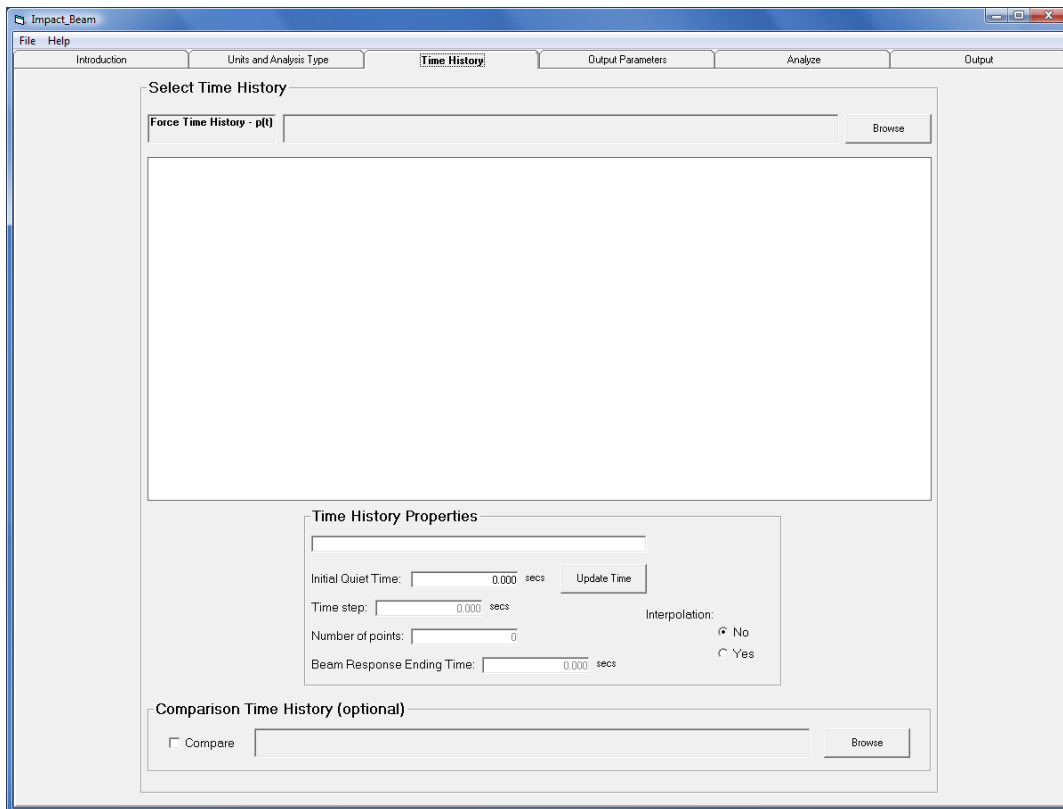 Impact_Beam
File Help
Introduction Units and Analysis Type Time History Output Parameters Analyze Output
Select Time History
Force Time History - p(t) Browse
Time History Properties
Initial Quiet Time: 0.000 secs Update Time
Time step: 0.000 secs
Interpolation:
No
Number of points: 0
Yes
Beam Response Ending Time: 0.000 secs
Comparison Time History (optional)
Compare Browse